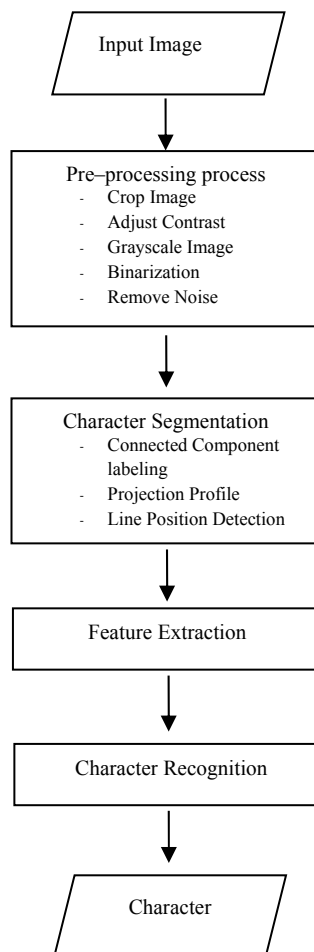 Input Image
Pre–processing process
- Crop Image
- Adjust Contrast
- Grayscale Image
- Binarization
- Remove Noise
Character Segmentation
- Connected Component
labeling
- Projection Profile
- Line Position Detection
Feature Extraction
Character Recognition
Character